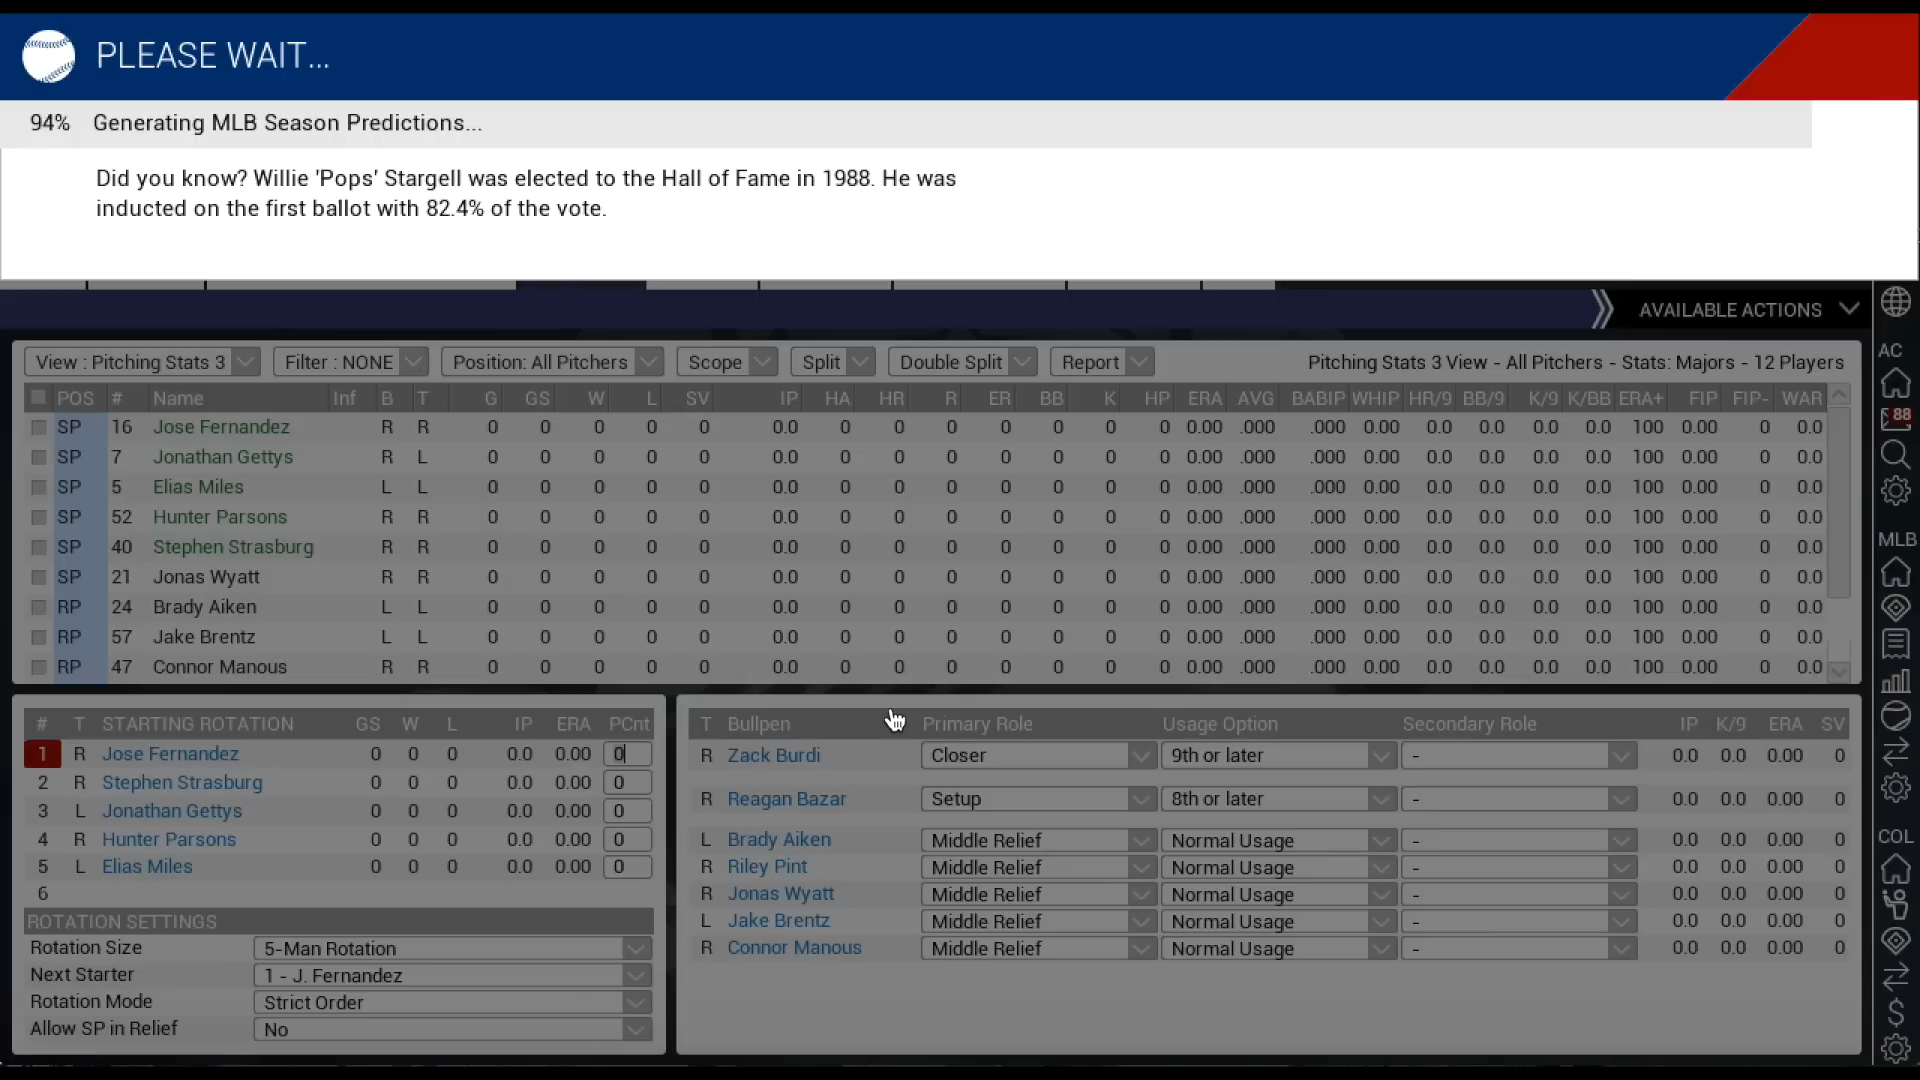 PLEASE WAIT...
94% Generating MLB Season Predictions...
Did you know? Willie 'Pops' Stargell was elected to the Hall of Fame in 1988. He was
inducted on the first ballot with 82.4% of the vote.
AVAILABLE ACTIONS
View : Pitching Stats 3 Filter : NONE Position: All Pitchers Scope Split Double Split Report Pitching Stats 3 View - All Pitchers - Stats: Majors - 12 Players
POS # Name Inf B T G GS W L SV IP HA HR R ER BB K HP ERA AVG BABIP WHIP HR/9 BB/9 K/9 K/BB ERA+ FIP FIP- WAR
SP 16 Jose Fernandez R R 0 0 0 0 0 0.0 0 0 0 0 0 0 0 0.00 .000 .000 0.00 0.0 0.0 0.0 0.0 100 0.00 0 0.0
SP 7 Jonathan Gettys R L 0 0 0 0 0 0.0 0 0 0 0 0 0 0 0.00 .000 .000 0.00 0.0 0.0 0.0 0.0 100 0.00 0 0.0
SP 5 Elias Miles L L 0 0 0 0 0 0.0 0 0 0 0 0 0 0 0.00 .000 .000 0.00 0.0 0.0 0.0 0.0 100 0.00 0 0.0
SP 52 Hunter Parsons R R 0 0 0 0 0 0.0 0 0 0 0 0 0 0 0.00 .000 .000 0.00 0.0 0.0 0.0 0.0 100 0.00 0 0.0
SP 40 Stephen Strasburg R R 0 0 0 0 0 0.0 0 0 0 0 0 0 0 0.00 .000 .000 0.00 0.0 0.0 0.0 0.0 100 0.00 0 0.0
SP 21 Jonas Wyatt R R 0 0 0 0 0 0.0 0 0 0 0 0 0 0 0.00 .000 .000 0.00 0.0 0.0 0.0 0.0 100 0.00 0 0.0
RP 24 Brady Aiken L L 0 0 0 0 0 0.0 0 0 0 0 0 0 0 0.00 .000 .000 0.00 0.0 0.0 0.0 0.0 100 0.00 0 0.0
RP 57 Jake Brentz L L 0 0 0 0 0 0.0 0 0 0 0 0 0 0 0.00 .000 .000 0.00 0.0 0.0 0.0 0.0 100 0.00 0 0.0
RP 47 Connor Manous R R 0 0 0 0 0 0.0 0 0 0 0 0 0 0 0.00 .000 .000 0.00 0.0 0.0 0.0 0.0 100 0.00 0 0.0
# T STARTING ROTATION GS W L IP ERA PCnt
1 R Jose Fernandez 0 0 0 0.0 0.00 0
2 R Stephen Strasburg 0 0 0 0.0 0.00 0
3 L Jonathan Gettys 0 0 0 0.0 0.00 0
4 R Hunter Parsons 0 0 0 0.0 0.00 0
5 L Elias Miles 0 0 0 0.0 0.00 0
6
ROTATION SETTINGS
Rotation Size 5-Man Rotation
Next Starter 1 - J. Fernandez
Rotation Mode Strict Order
Allow SP in Relief No
T Bullpen Primary Role Usage Option Secondary Role IP K/9 ERA SV
R Zack Burdi Closer 9th or later - 0.0 0.0 0.00 0
R Reagan Bazar Setup 8th or later - 0.0 0.0 0.00 0
L Brady Aiken Middle Relief Normal Usage - 0.0 0.0 0.00 0
R Riley Pint Middle Relief Normal Usage - 0.0 0.0 0.00 0
R Jonas Wyatt Middle Relief Normal Usage - 0.0 0.0 0.00 0
L Jake Brentz Middle Relief Normal Usage - 0.0 0.0 0.00 0
R Connor Manous Middle Relief Normal Usage - 0.0 0.0 0.00 0
AC
88
MLB
COL
$